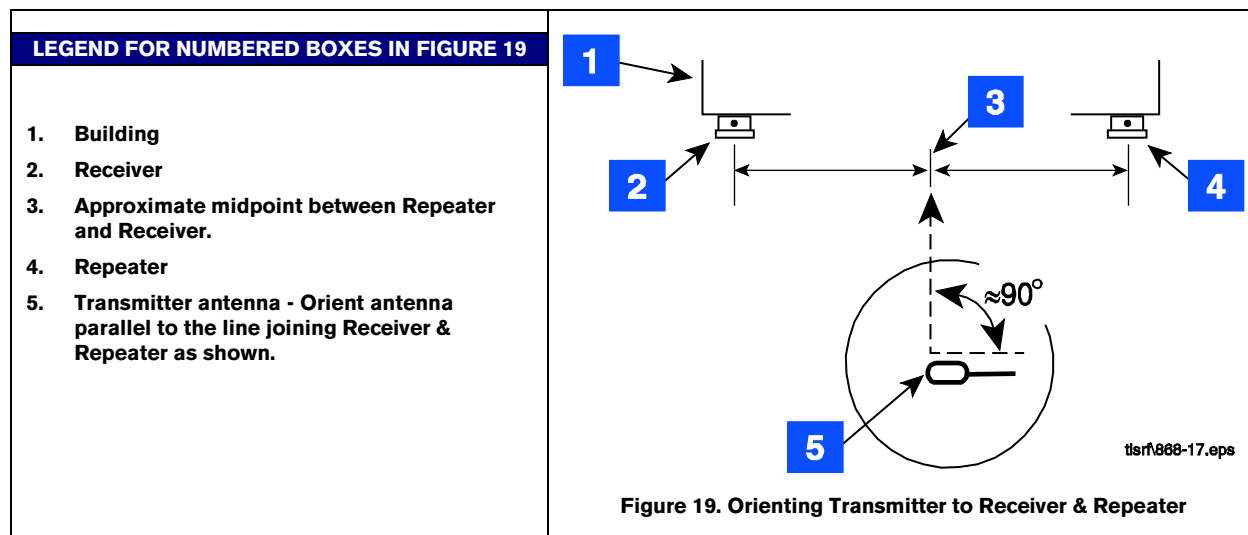 LEGEND FOR NUMBERED BOXES IN FIGURE 19
1. Building
2. Receiver
3. Approximate midpoint between Repeater
and Receiver.
4. Repeater
5. Transmitter antenna - Orient antenna
parallel to the line joining Receiver &
Repeater as shown.
1
3
2
4
≈90°
5
tlsrf\868-17.eps
Figure 19. Orienting Transmitter to Receiver & Repeater